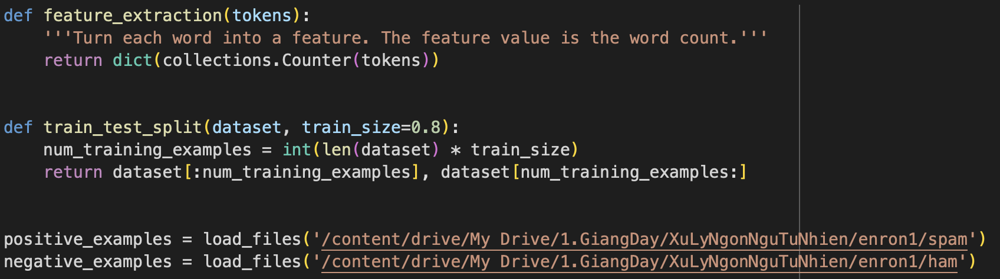 def feature_extraction(tokens):
    '''Turn each word into a feature. The feature value is the word count.'''
    return dict(collections.Counter(tokens))
def train_test_split(dataset, train_size=0.8):
    num_training_examples = int(len(dataset) * train_size)
    return dataset[:num_training_examples], dataset[num_training_examples:]
positive_examples = load_files('/content/drive/My Drive/1.GiangDay/XuLyNgonNguTuNhien/enron1/spam')
negative_examples = load_files('/content/drive/My Drive/1.GiangDay/XuLyNgonNguTuNhien/enron1/ham')